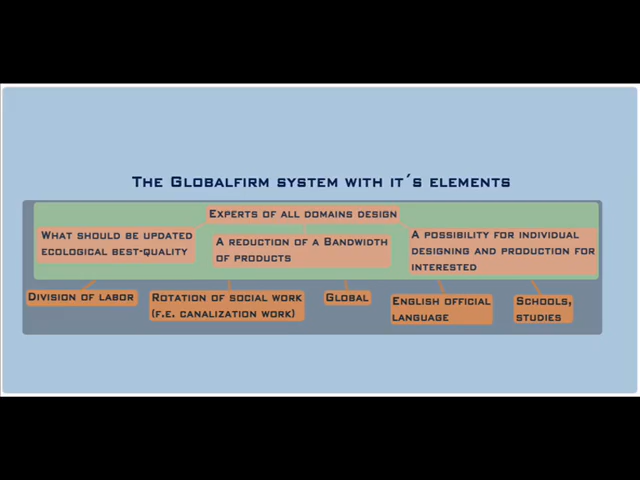 The Globalfirm system with it´s elements
Experts of all domains design
What should be updated
ecological best-quality
A reduction of a Bandwidth
of products
A possibility for individual
designing and production for
interested
Division of labor
Rotation of social work
(f.e. canalization work)
Global
English official
language
Schools,
studies